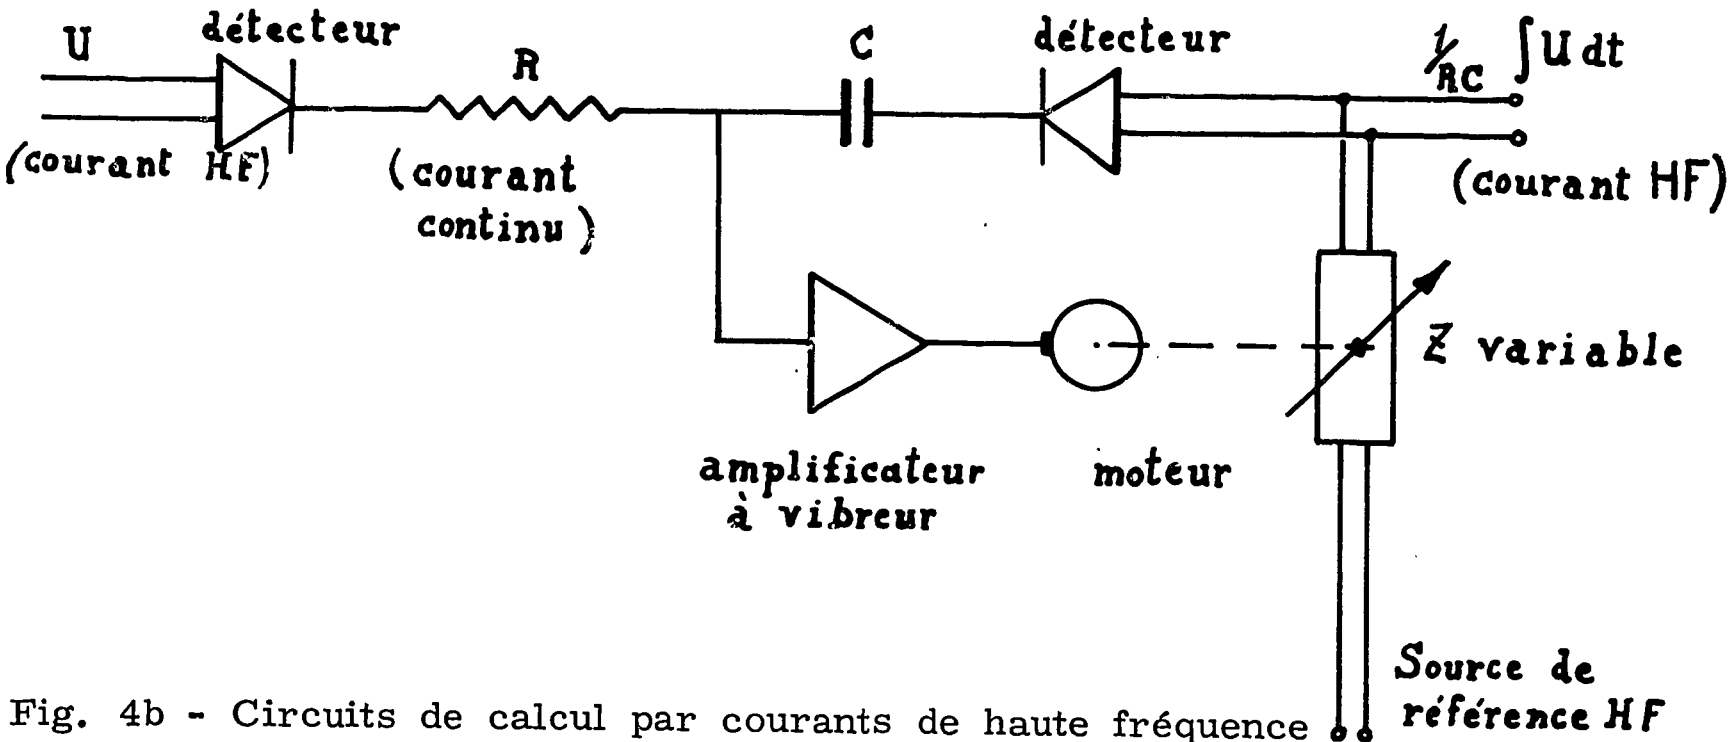 U
détecteur
R
C
détecteur
1/RC ∫U dt
(courant HF)
(courant
continu)
(courant HF)
Z variable
amplificateur
à vibreur
moteur
Source de
référence HF
Fig. 4b - Circuits de calcul par courants de haute fréquence